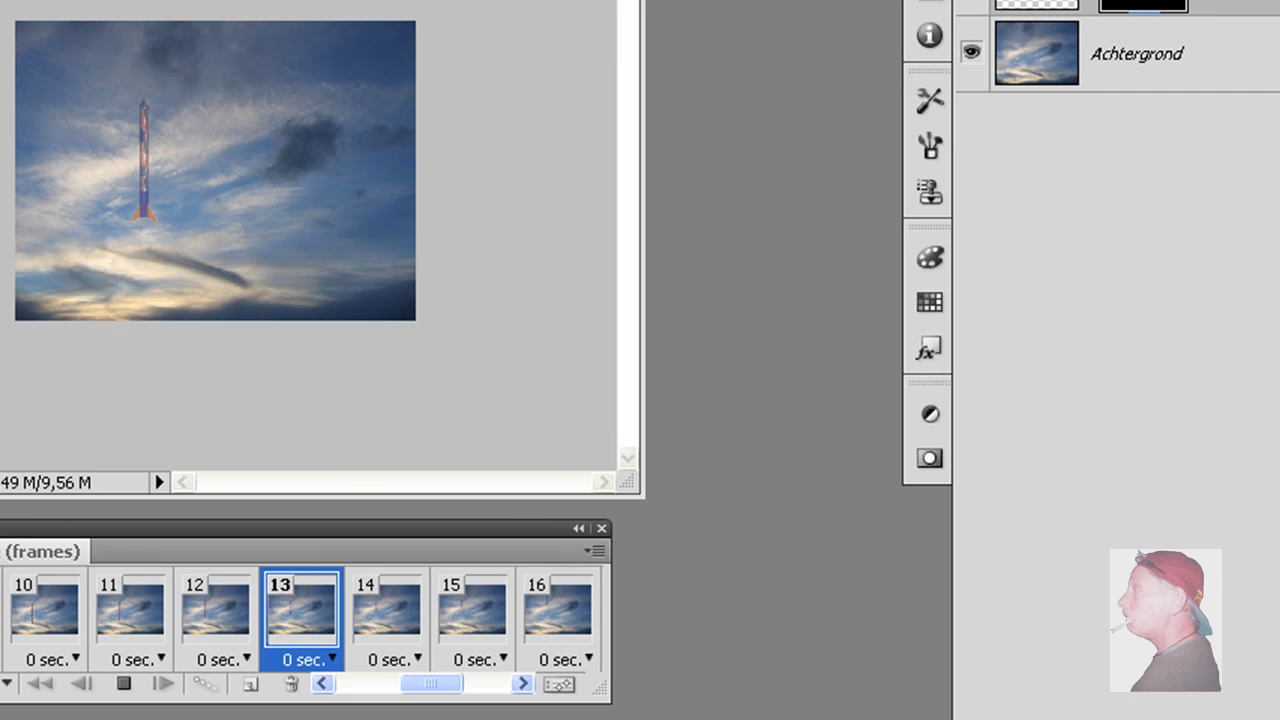 Achtergrond
49 M/9,56 M
(frames)
10 11 12 13 14 15 16
0 sec. 0 sec. 0 sec. 0 sec. 0 sec. 0 sec. 0 sec.
fx